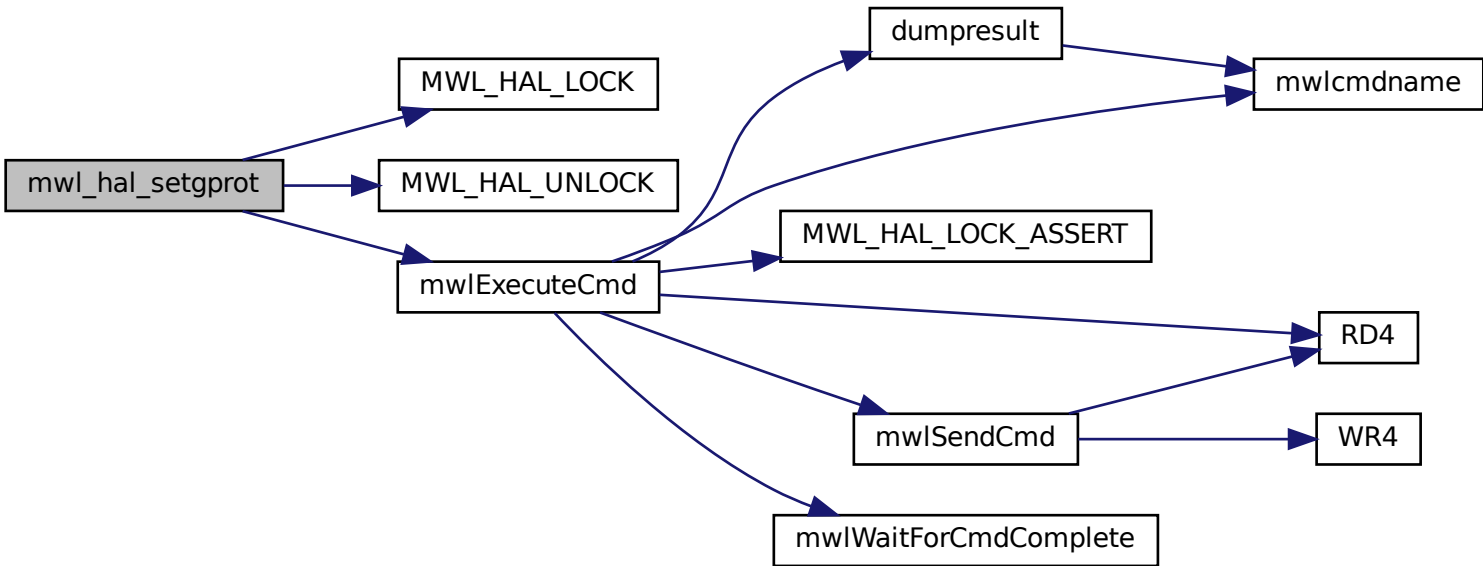 dumpresult
MWL_HAL_LOCK
mwlcmdname
mwl_hal_setgprot
MWL_HAL_UNLOCK
MWL_HAL_LOCK_ASSERT
mwlExecuteCmd
RD4
mwlSendCmd
WR4
mwlWaitForCmdComplete